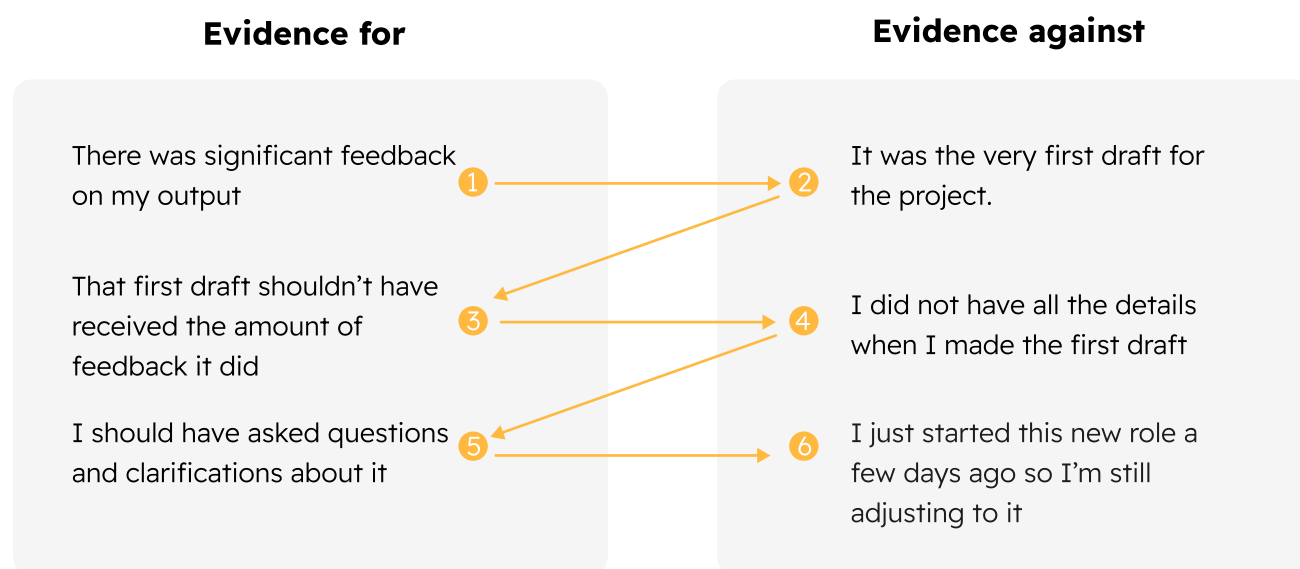 Evidence for
Evidence against
There was significant feedback
on my output
1
2
It was the very first draft for
the project.
That first draft shouldn’t have
received the amount of
feedback it did
3
4
I did not have all the details
when I made the first draft
I should have asked questions
and clarifications about it
5
6
I just started this new role a
few days ago so I’m still
adjusting to it